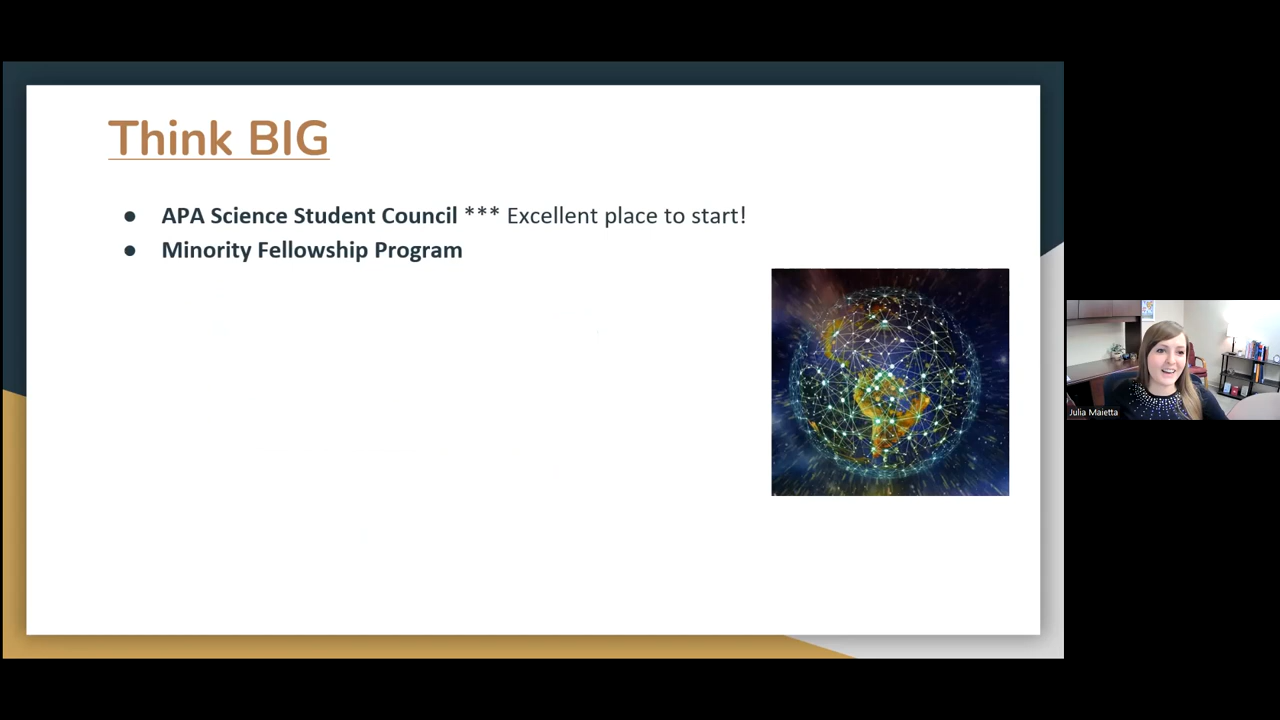 Think BIG
● APA Science Student Council *** Excellent place to start!
● Minority Fellowship Program
Julia Maietta